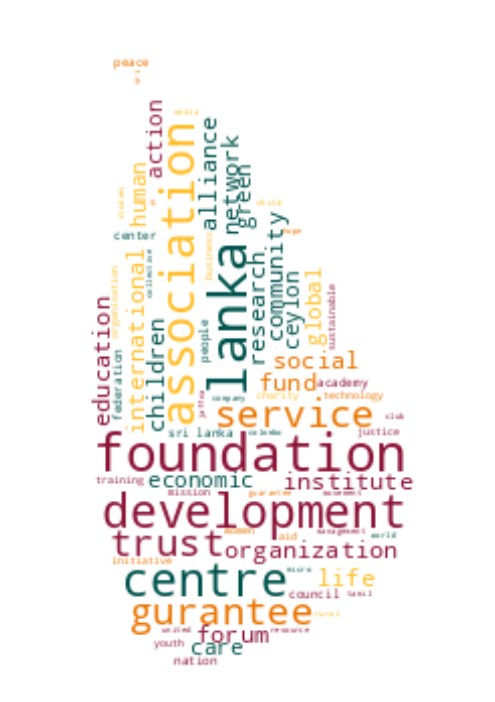 peace
media
action
association
alliance
network
green
human
child
hope
center
community
lanka
international
collective
business
research
ceylon
global
sustainable
organisation
education
children
people
federation
social
fund
academy
jaffna
company
charity
technology
service
club
sri lanka
colombo
justice
foundation
training
economic
institute
mission
guarantee
movement
development
women
management
trust
aid
world
organization
initiative
micro
centre
life
council
tamil
gurantee
rural
united
forum
resource
youth
care
nation